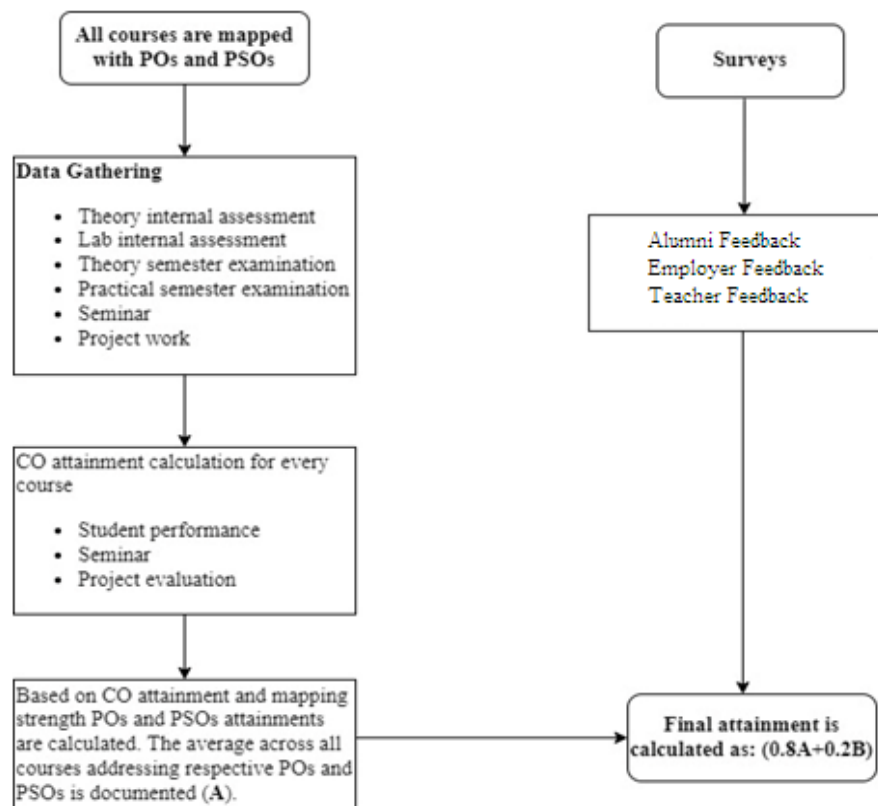 All courses are mapped
with POs and PSOs
Data Gathering
• Theory internal assessment
• Lab internal assessment
• Theory semester examination
• Practical semester examination
• Seminar
• Project work
CO attainment calculation for every
course
• Student performance
• Seminar
• Project evaluation
Based on CO attainment and mapping
strength POs and PSOs attainments
are calculated. The average across all
courses addressing respective POs and
PSOs is documented (A).
Surveys
Alumni Feedback
Employer Feedback
Teacher Feedback
Final attainment is
calculated as: (0.8A+0.2B)